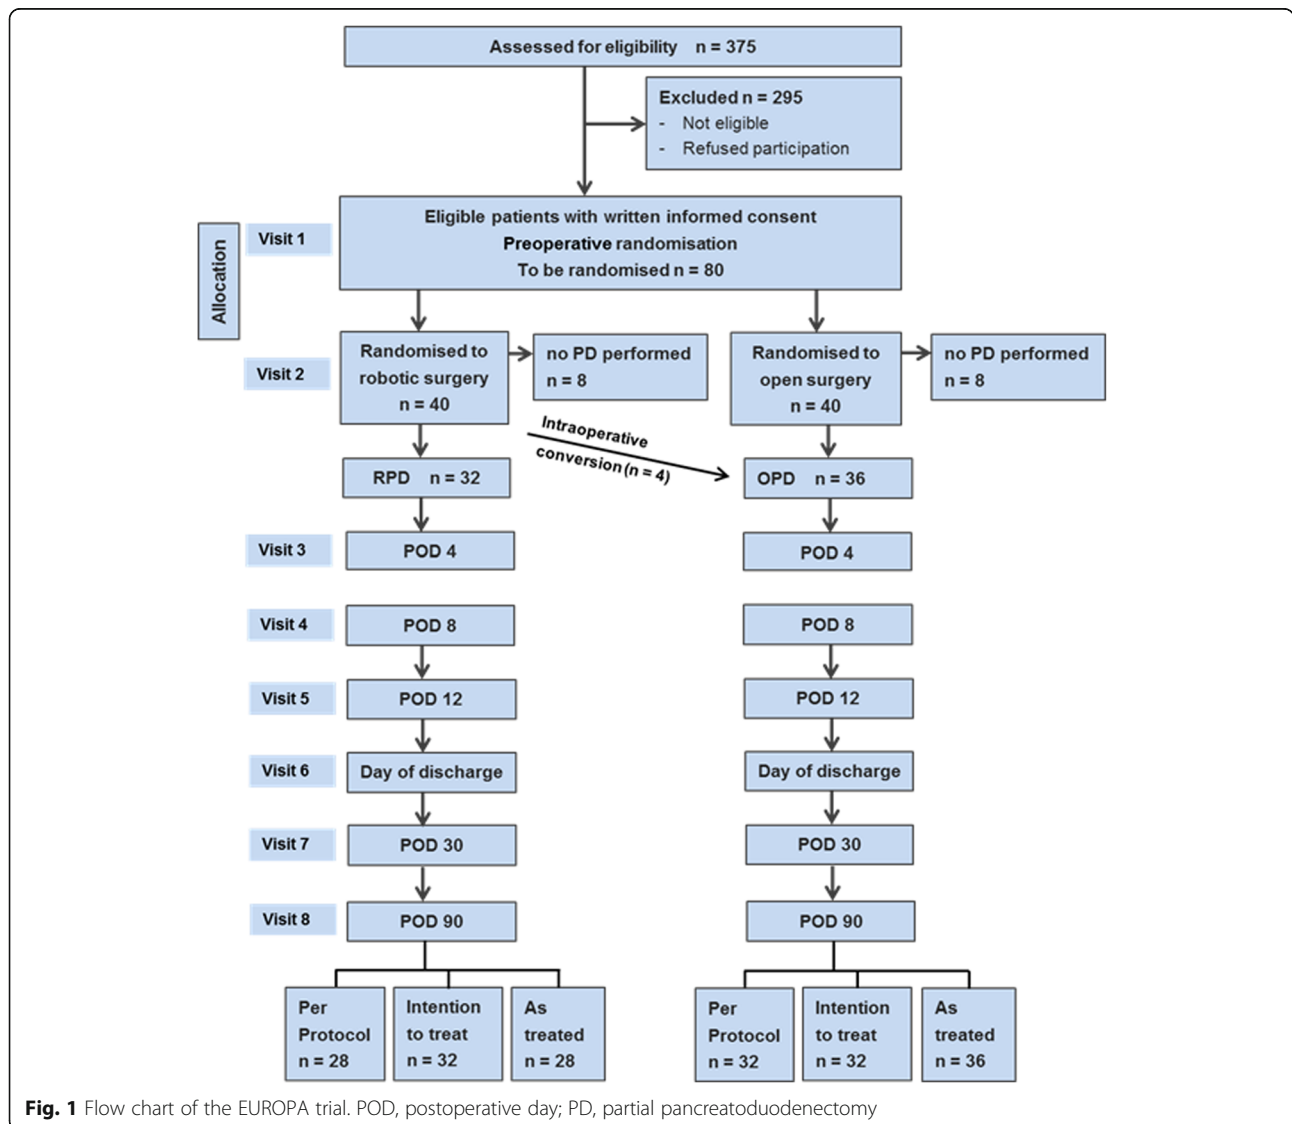 Assessed for eligibility n = 375
Excluded n = 295
- Not eligible
- Refused participation
Allocation
Visit 1
Eligible patients with written informed consent
Preoperative randomisation
To be randomised n = 80
Visit 2
Randomised to
robotic surgery
n = 40
no PD performed
n = 8
Randomised to
open surgery
n = 40
no PD performed
n = 8
Intraoperative
conversion (n = 4)
RPD n = 32
OPD n = 36
Visit 3
POD 4
POD 4
Visit 4
POD 8
POD 8
Visit 5
POD 12
POD 12
Visit 6
Day of discharge
Day of discharge
Visit 7
POD 30
POD 30
Visit 8
POD 90
POD 90
Per
Protocol
n = 28
Intention
to treat
n = 32
As
treated
n = 28
Per
Protocol
n = 32
Intention
to treat
n = 32
As
treated
n = 36
Fig. 1 Flow chart of the EUROPA trial. POD, postoperative day; PD, partial pancreatoduodenectomy